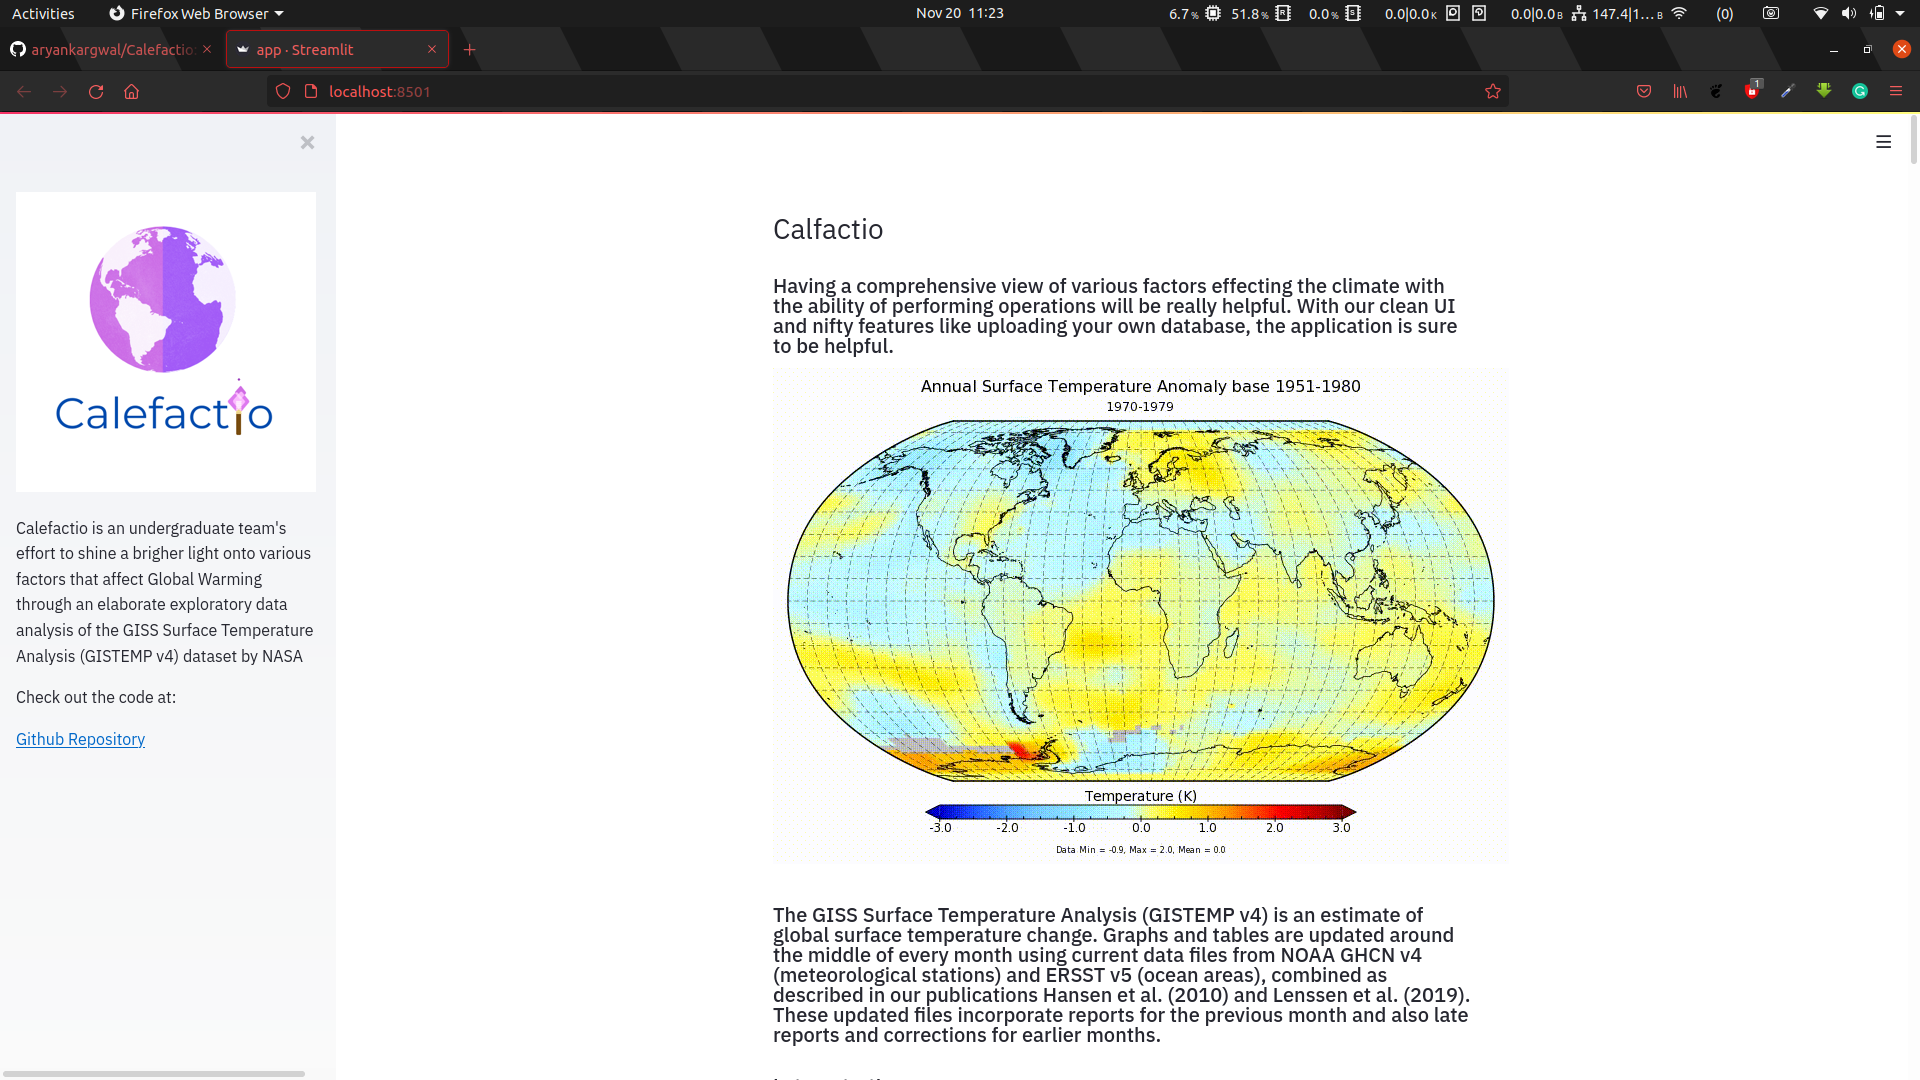 Activities
Firefox Web Browser
Nov 20 11:23
6.7 %
51.8 %
0.0 %
0.0|0.0 K
0.0|0.0 B
147.4|1... B
(0)
aryankargwal/Calefactio:
app · Streamlit
localhost:8501
1
Calefactio
Calefactio is an undergraduate team's
effort to shine a brigher light onto various
factors that affect Global Warming
through an elaborate exploratory data
analysis of the GISS Surface Temperature
Analysis (GISTEMP v4) dataset by NASA
Check out the code at:
Github Repository
Calfactio
Having a comprehensive view of various factors effecting the climate with
the ability of performing operations will be really helpful. With our clean UI
and nifty features like uploading your own database, the application is sure
to be helpful.
Annual Surface Temperature Anomaly base 1951-1980
1970-1979
Temperature (K)
-3.0 -2.0 -1.0 0.0 1.0 2.0 3.0
Data Min = -0.9, Max = 2.0, Mean = 0.0
The GISS Surface Temperature Analysis (GISTEMP v4) is an estimate of
global surface temperature change. Graphs and tables are updated around
the middle of every month using current data files from NOAA GHCN v4
(meteorological stations) and ERSST v5 (ocean areas), combined as
described in our publications Hansen et al. (2010) and Lenssen et al. (2019).
These updated files incorporate reports for the previous month and also late
reports and corrections for earlier months.